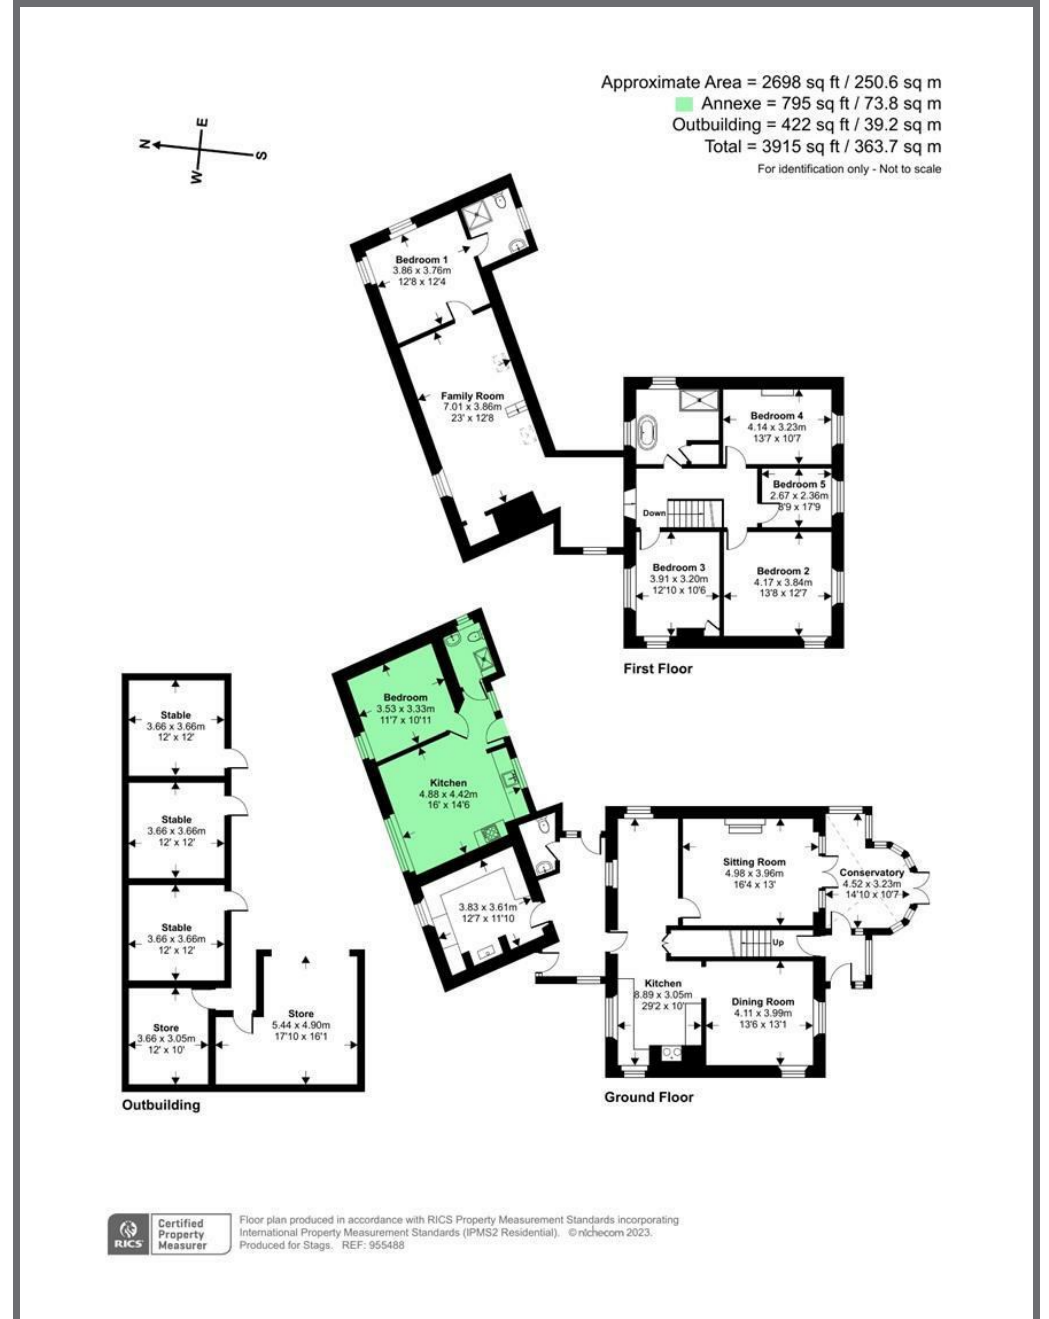 Approximate Area = 2698 sq ft / 250.6 sq m
Annexe = 795 sq ft / 73.8 sq m
Outbuilding = 422 sq ft / 39.2 sq m
Total = 3915 sq ft / 363.7 sq m
For identification only - Not to scale
N
E
S
W
Bedroom 1
3.86 x 3.76m
12'8 x 12'4
Family Room
7.01 x 3.86m
23' x 12'8
Bedroom 4
4.14 x 3.23m
13'7 x 10'7
Bedroom 5
2.67 x 2.36m
8'9 x 17'9
Down
Bedroom 3
3.91 x 3.20m
12'10 x 10'6
Bedroom 2
4.17 x 3.84m
13'8 x 12'7
First Floor
Bedroom
3.53 x 3.33m
11'7 x 10'11
Kitchen
4.88 x 4.42m
16' x 14'6
3.83 x 3.61m
12'7 x 11'10
Sitting Room
4.98 x 3.96m
16'4 x 13'
Conservatory
4.52 x 3.23m
14'10 x 10'7
Up
Kitchen
8.89 x 3.05m
29'2 x 10'
Dining Room
4.11 x 3.99m
13'6 x 13'1
Ground Floor
Stable
3.66 x 3.66m
12' x 12'
Stable
3.66 x 3.66m
12' x 12'
Stable
3.66 x 3.66m
12' x 12'
Store
3.66 x 3.05m
12' x 10'
Store
5.44 x 4.90m
17'10 x 16'1
Outbuilding
RICS
Certified
Property
Measurer
Floor plan produced in accordance with RICS Property Measurement Standards incorporating
International Property Measurement Standards (IPMS2 Residential). © nichecom 2023.
Produced for Stags. REF: 955488